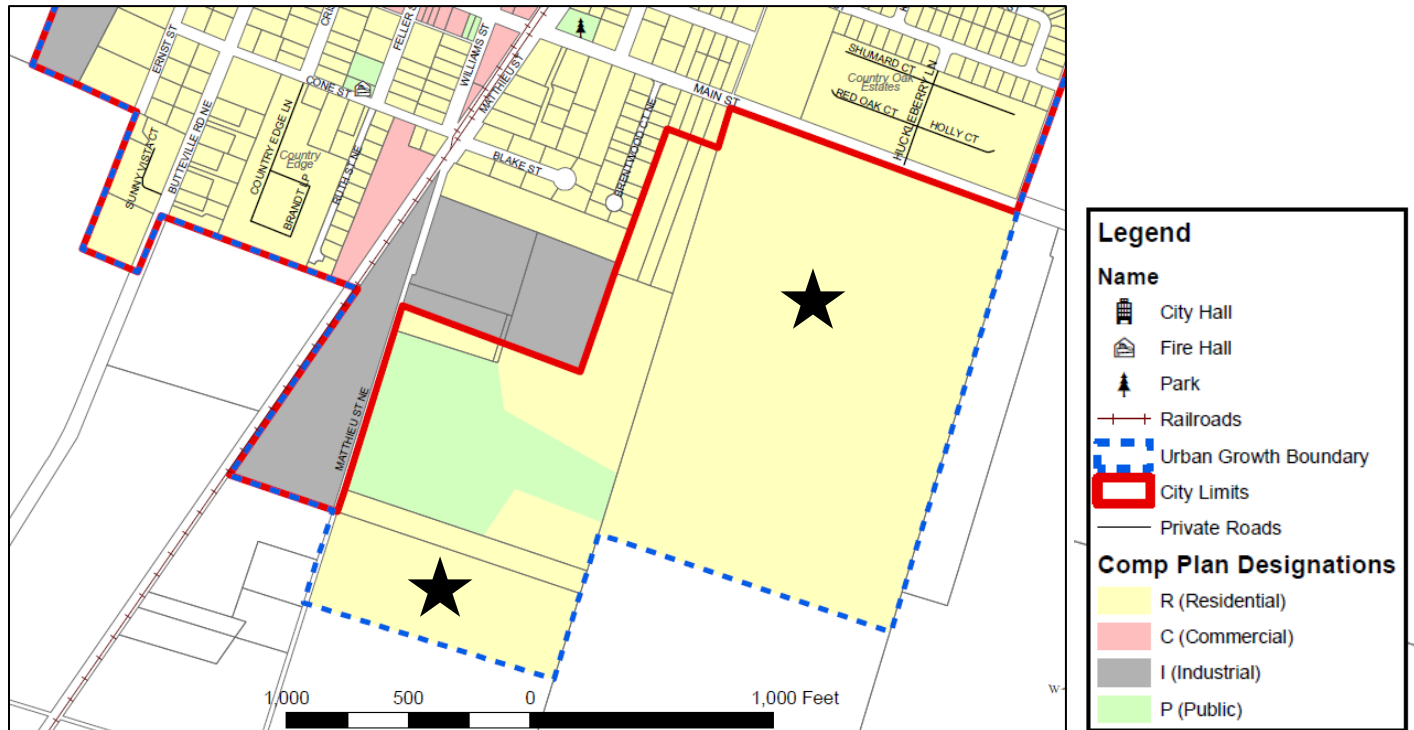 ERNST ST
CRI
FELLER S
WILLIAMS ST
MATTHIEU ST
MAIN ST
SHUMARD CT
Country Oak
Estates
RED OAK CT
HUCKLEBERRY LN
HOLLY CT
CONE ST
SUNNY VISTA CT
BUTTEVILLE RD NE
COUNTRY EDGE LN
Country
Edge
BRANDT LP
RUTH ST NE
BLAKE ST
BRENTWOOD CT NE
MATTHIEU ST NE
1,000 500 0 1,000 Feet
W
Legend
Name
City Hall
Fire Hall
Park
Railroads
Urban Growth Boundary
City Limits
Private Roads
Comp Plan Designations
R (Residential)
C (Commercial)
I (Industrial)
P (Public)